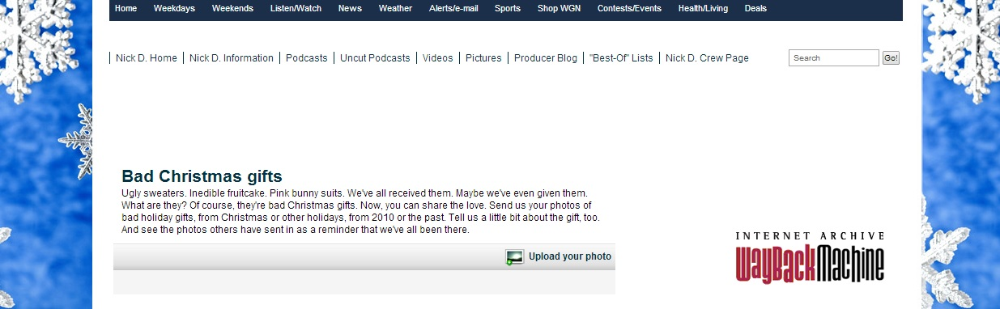 Home Weekdays Weekends Listen/Watch News Weather Alerts/e-mail Sports Shop WGN Contests/Events Health/Living Deals
Nick D. Home Nick D. Information Podcasts Uncut Podcasts Videos Pictures Producer Blog "Best-Of" Lists Nick D. Crew Page Search Go!
Bad Christmas gifts
Ugly sweaters. Inedible fruitcake. Pink bunny suits. We've all received them. Maybe we've even given them.
What are they? Of course, they're bad Christmas gifts. Now, you can share the love. Send us your photos of
bad holiday gifts, from Christmas or other holidays, from 2010 or the past. Tell us a little bit about the gift, too.
And see the photos others have sent in as a reminder that we've all been there.
Upload your photo
INTERNET ARCHIVE
WayBackMachine